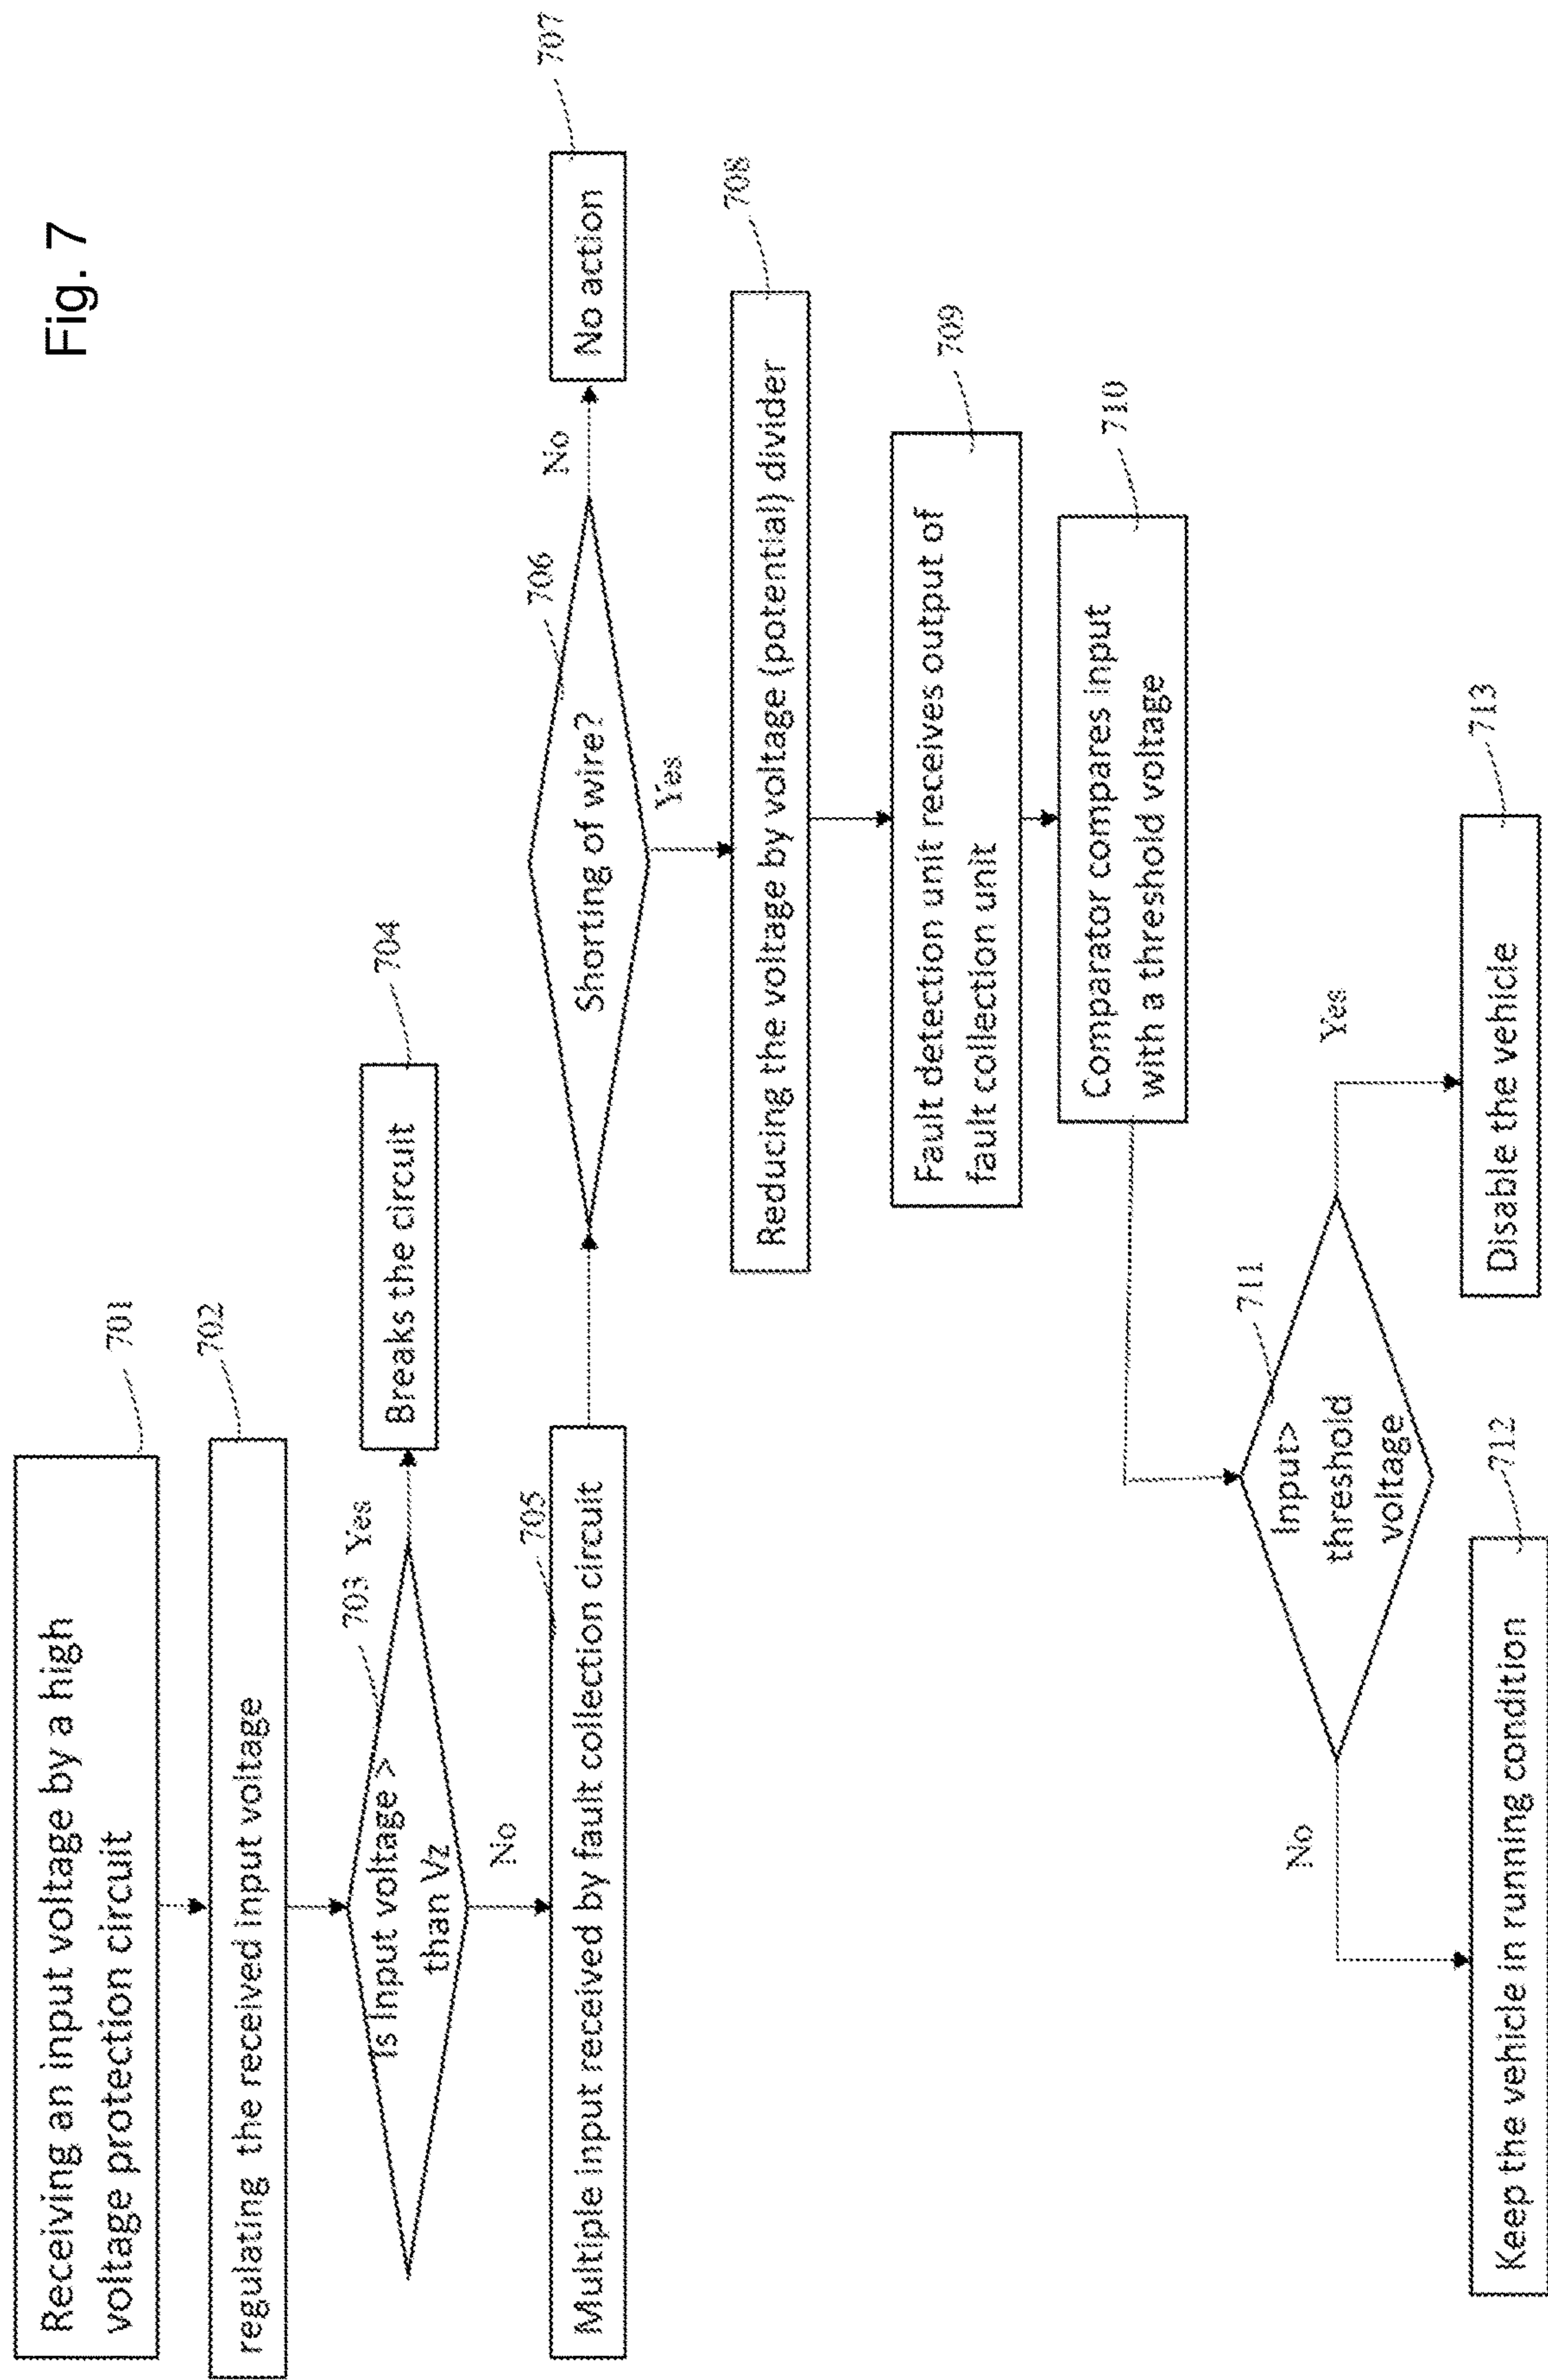 Fig. 7
Receiving an input voltage by a high
voltage protection circuit
701
regulating the received input voltage
702
Is Input voltage >
than Vz
703
Yes
Breaks the circuit
704
No
Multiple input received by fault collection circuit
705
Shorting of wire?
706
No
No action
707
Yes
Reducing the voltage by voltage (potential) divider
708
Fault detection unit receives output of
fault collection unit
709
Comparator compares input
with a threshold voltage
710
Input>
threshold
voltage
711
No
Keep the vehicle in running condition
712
Yes
Disable the vehicle
713